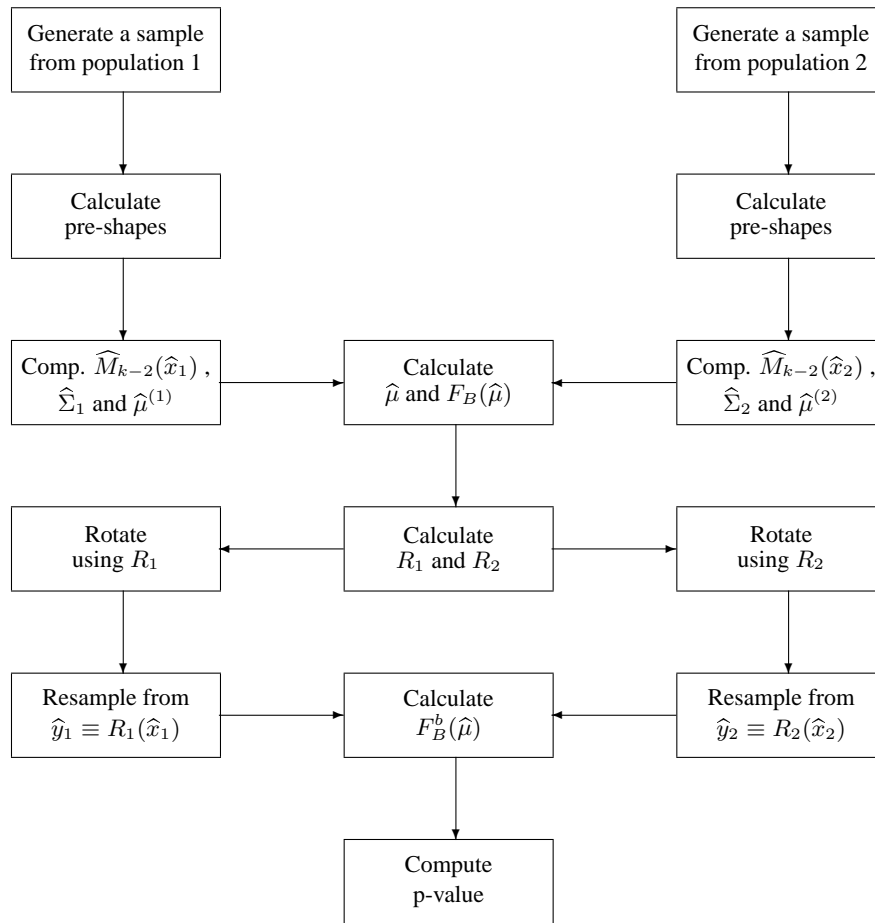 Generate a sample
from population 1
Generate a sample
from population 2
Calculate
pre-shapes
Calculate
pre-shapes
Comp. $\widehat{M}_{k-2}(\widehat{x}_1)$ ,
$\widehat{\Sigma}_1$ and $\widehat{\mu}^{(1)}$
Calculate
$\widehat{\mu}$ and $F_B(\widehat{\mu})$
Comp. $\widehat{M}_{k-2}(\widehat{x}_2)$ ,
$\widehat{\Sigma}_2$ and $\widehat{\mu}^{(2)}$
Rotate
using $R_1$
Calculate
$R_1$ and $R_2$
Rotate
using $R_2$
Resample from
$\widehat{y}_1 \equiv R_1(\widehat{x}_1)$
Calculate
$F_B^b(\widehat{\mu})$
Resample from
$\widehat{y}_2 \equiv R_2(\widehat{x}_2)$
Compute
p-value